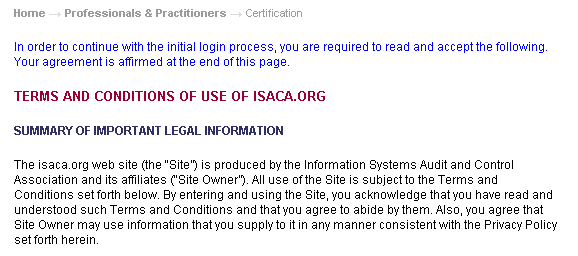 Home → Professionals & Practitioners → Certification
In order to continue with the initial login process, you are required to read and accept the following.
Your agreement is affirmed at the end of this page.
TERMS AND CONDITIONS OF USE OF ISACA.ORG
SUMMARY OF IMPORTANT LEGAL INFORMATION
The isaca.org web site (the "Site") is produced by the Information Systems Audit and Control
Association and its affiliates ("Site Owner"). All use of the Site is subject to the Terms and
Conditions set forth below. By entering and using the Site, you acknowledge that you have read and
understood such Terms and Conditions and that you agree to abide by them. Also, you agree that
Site Owner may use information that you supply to it in any manner consistent with the Privacy Policy
set forth herein.